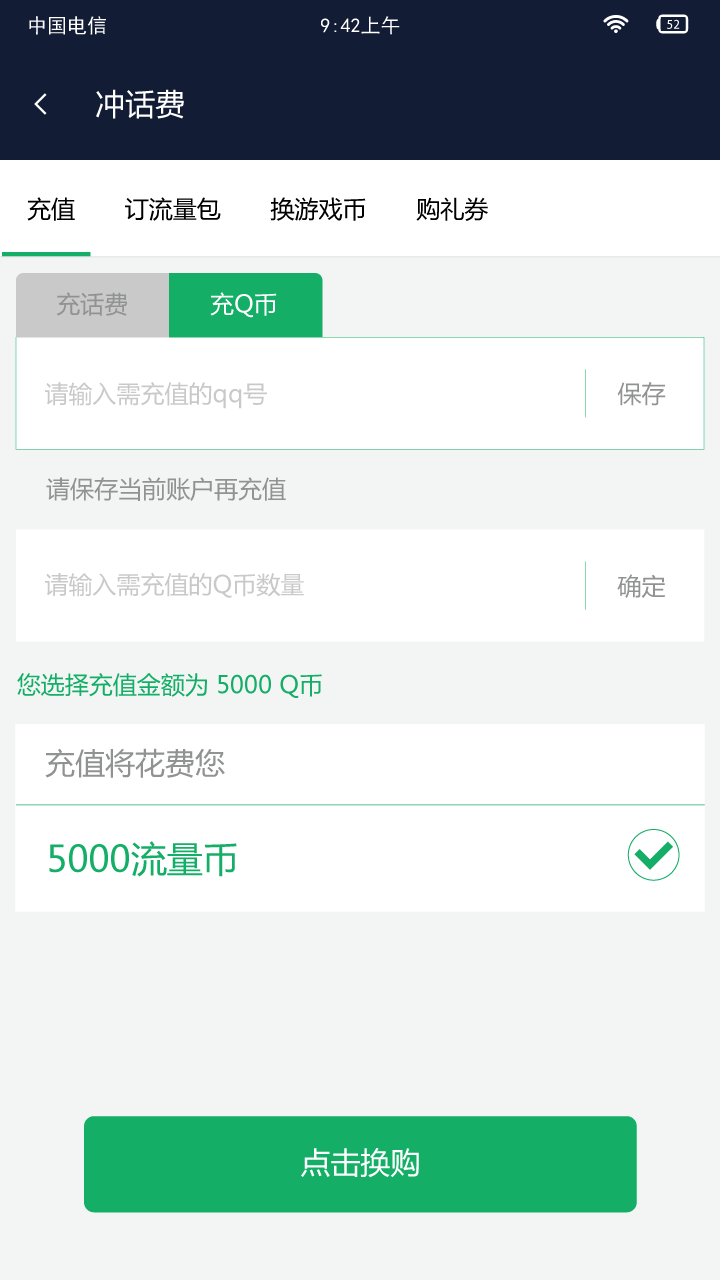 中国电信 9:42上午 52
冲话费
充值 订流量包 换游戏币 购礼券
充话费 充Q币
请输入需充值的qq号 保存
请保存当前账户再充值
请输入需充值的Q币数量 确定
您选择充值金额为 5000 Q币
充值将花费您
5000流量币
点击换购